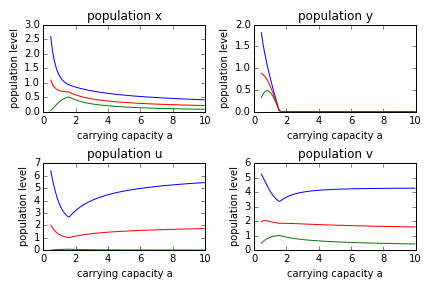 population x
population level
3.0
2.5
2.0
1.5
1.0
0.5
0.0
0 2 4 6 8 10
carrying capacity a
population y
population level
2.0
1.5
1.0
0.5
0.0
0 2 4 6 8 10
carrying capacity a
population u
population level
7
6
5
4
3
2
1
0
0 2 4 6 8 10
carrying capacity a
population v
population level
6
5
4
3
2
1
0
0 2 4 6 8 10
carrying capacity a